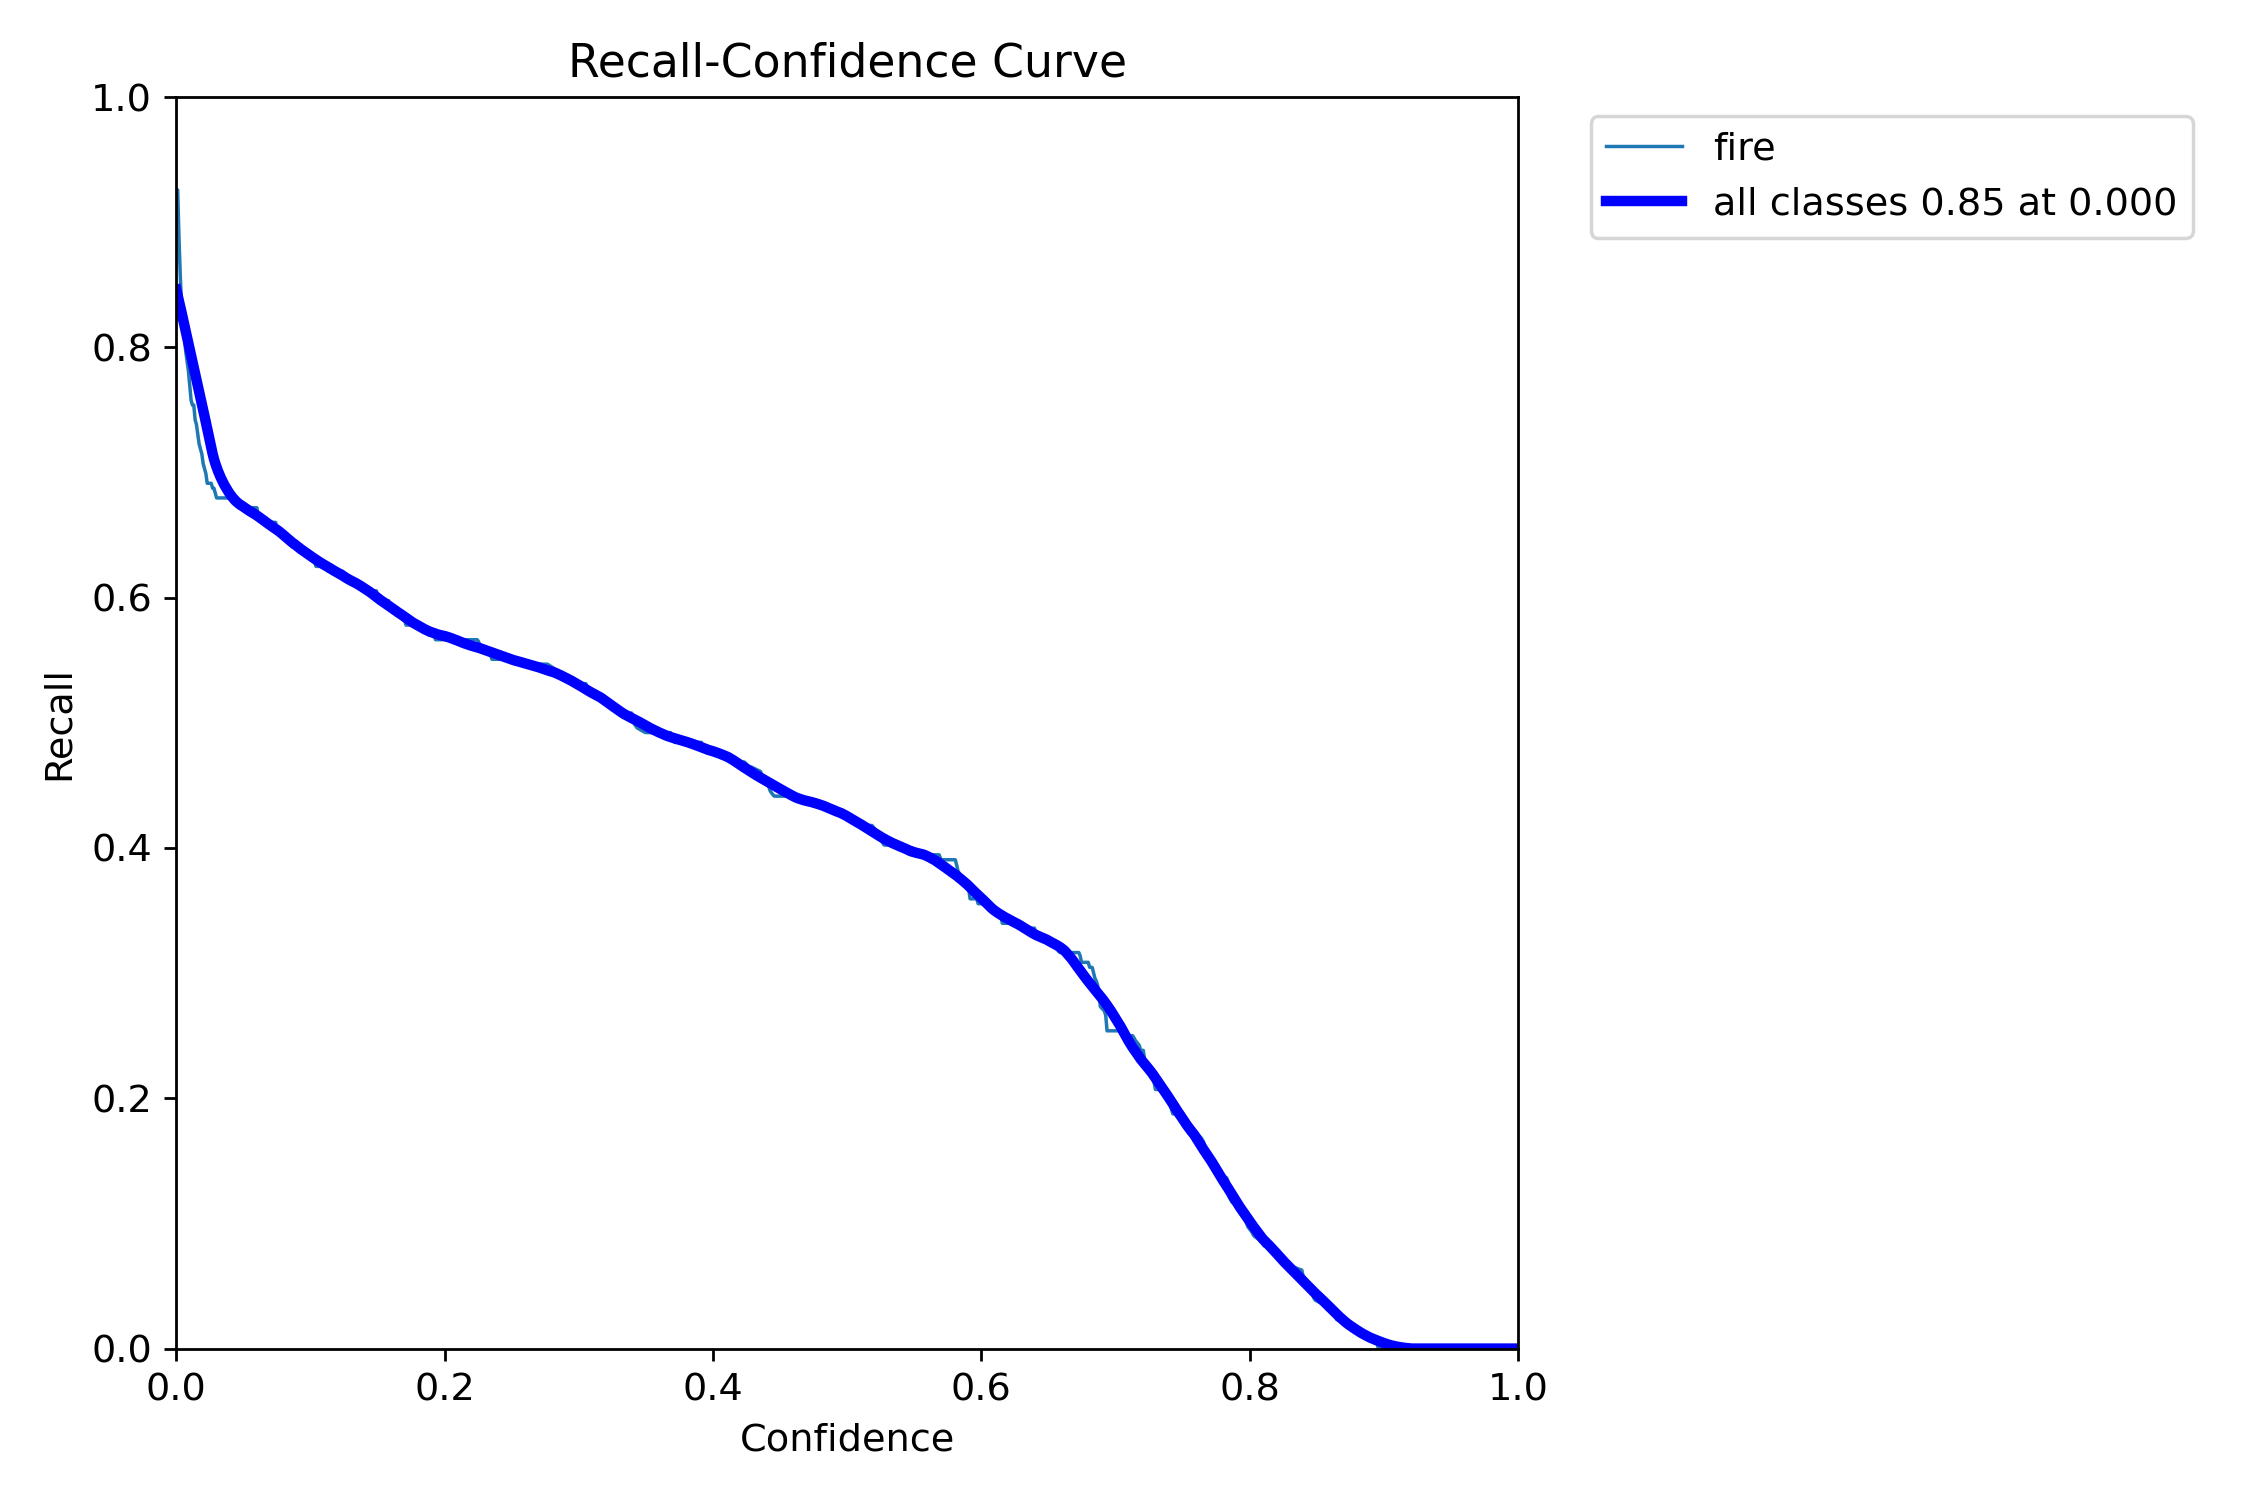 Recall-Confidence Curve
1.0
0.8
0.6
0.4
0.2
0.0
Recall
0.0 0.2 0.4 0.6 0.8 1.0
Confidence
fire
all classes 0.85 at 0.000